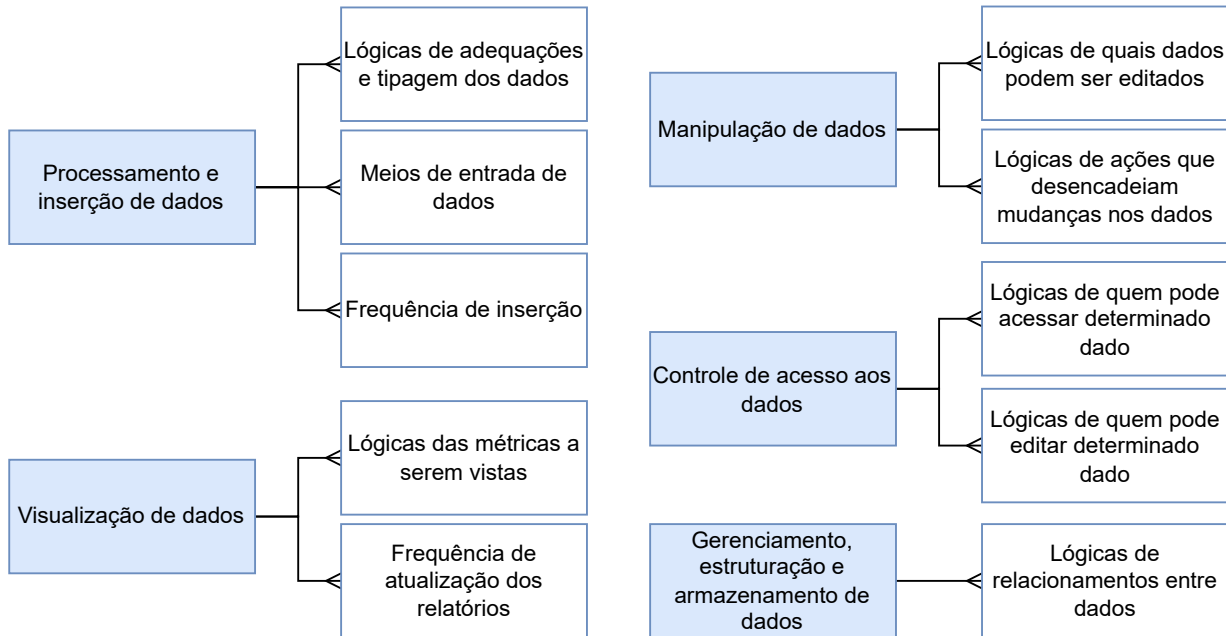 Processamento e
inserção de dados
Lógicas de adequações
e tipagem dos dados
Meios de entrada de
dados
Frequência de inserção
Visualização de dados
Lógicas das métricas a
serem vistas
Frequência de
atualização dos
relatórios
Manipulação de dados
Lógicas de quais dados
podem ser editados
Lógicas de ações que
desencadeiam
mudanças nos dados
Controle de acesso aos
dados
Lógicas de quem pode
acessar determinado
dado
Lógicas de quem pode
editar determinado
dado
Gerenciamento,
estruturação e
armazenamento de
dados
Lógicas de
relacionamentos entre
dados